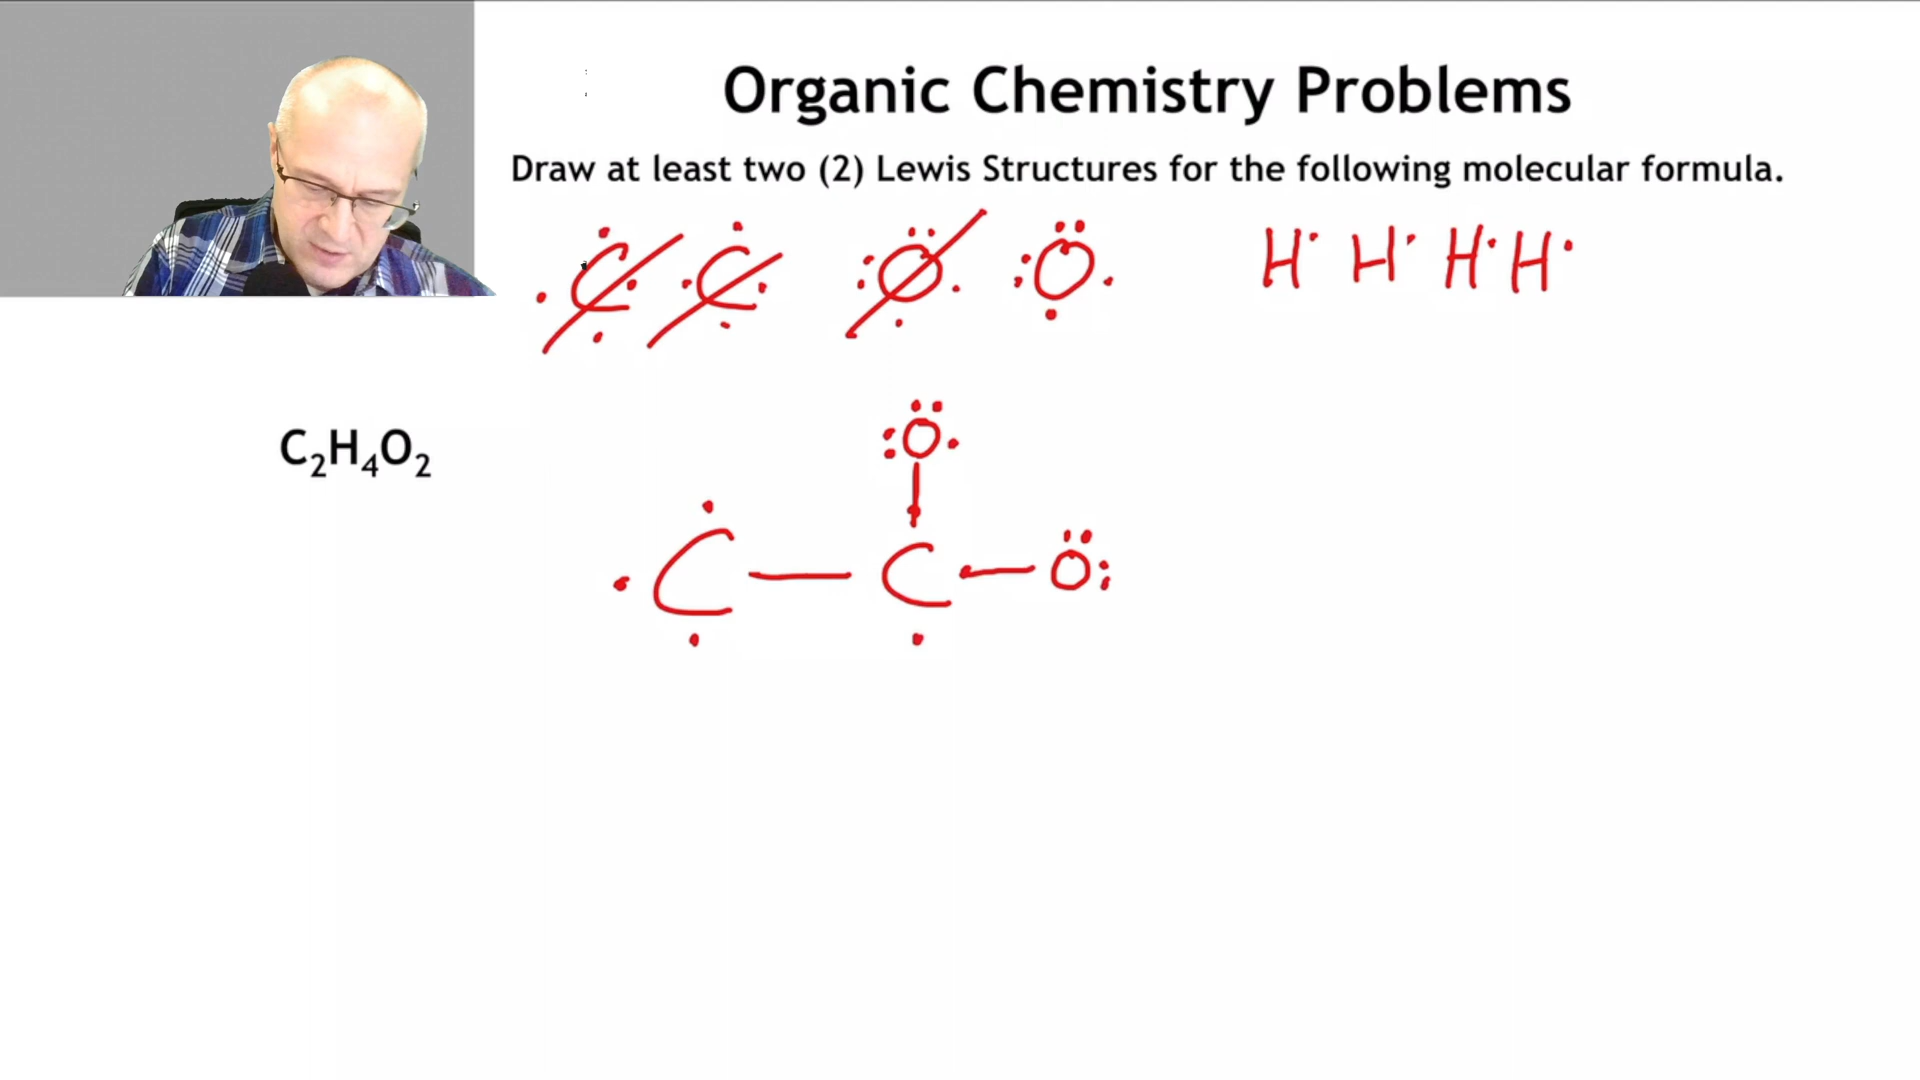 Organic Chemistry Problems
Draw at least two (2) Lewis Structures for the following molecular formula.
C C O O H H H H
C₂H₄O₂
O
C — C — O